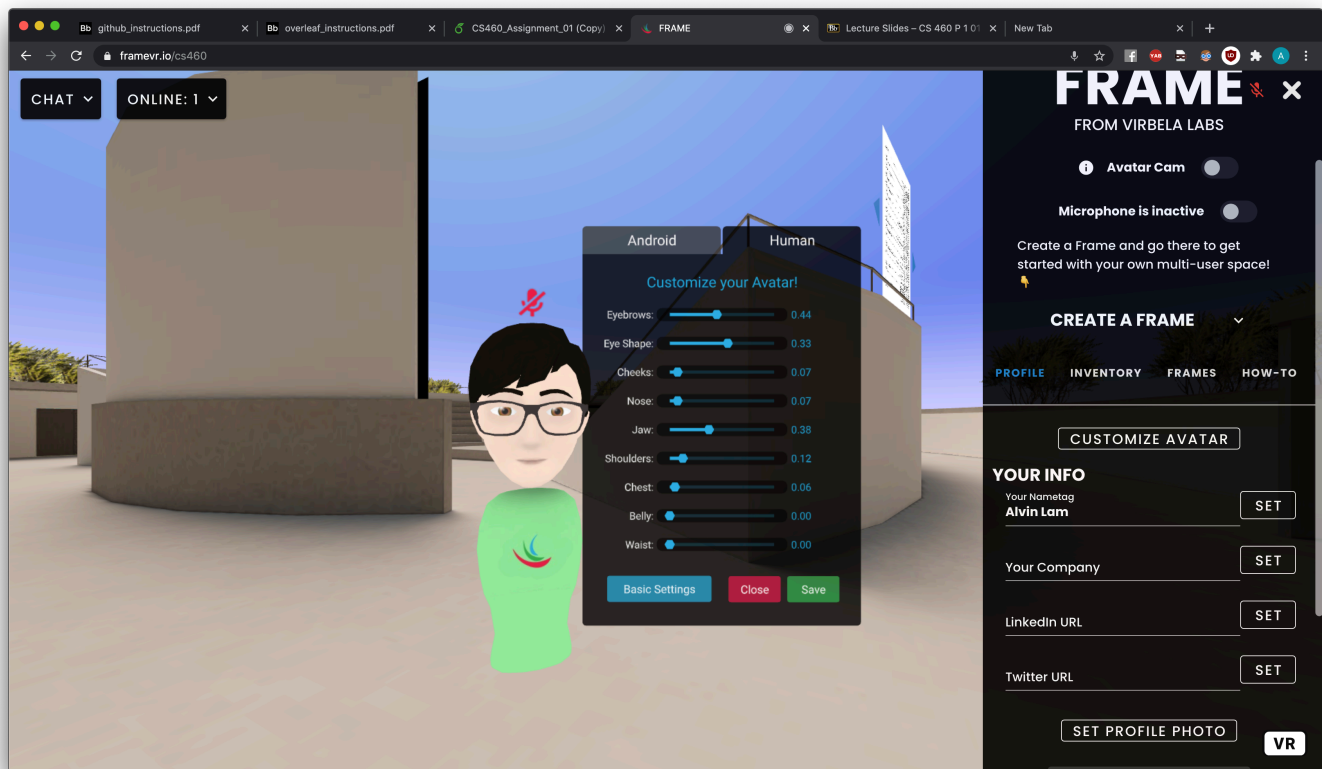 github_instructions.pdf
overleaf_instructions.pdf
CS460_Assignment_01 (Copy)
FRAME
Lecture Slides – CS 460 P 1 01
New Tab
framevr.io/cs460
CHAT
ONLINE: 1
Android
Human
Customize your Avatar!
Eyebrows: 0.44
Eye Shape: 0.33
Cheeks: 0.07
Nose: 0.07
Jaw: 0.38
Shoulders: 0.12
Chest: 0.06
Belly: 0.00
Waist: 0.00
Basic Settings
Close
Save
FRAME
FROM VIRBELA LABS
Avatar Cam
Microphone is inactive
Create a Frame and go there to get
started with your own multi-user space!
CREATE A FRAME
PROFILE INVENTORY FRAMES HOW-TO
CUSTOMIZE AVATAR
YOUR INFO
Your Nametag
Alvin Lam
SET
Your Company
SET
LinkedIn URL
SET
Twitter URL
SET
SET PROFILE PHOTO
VR